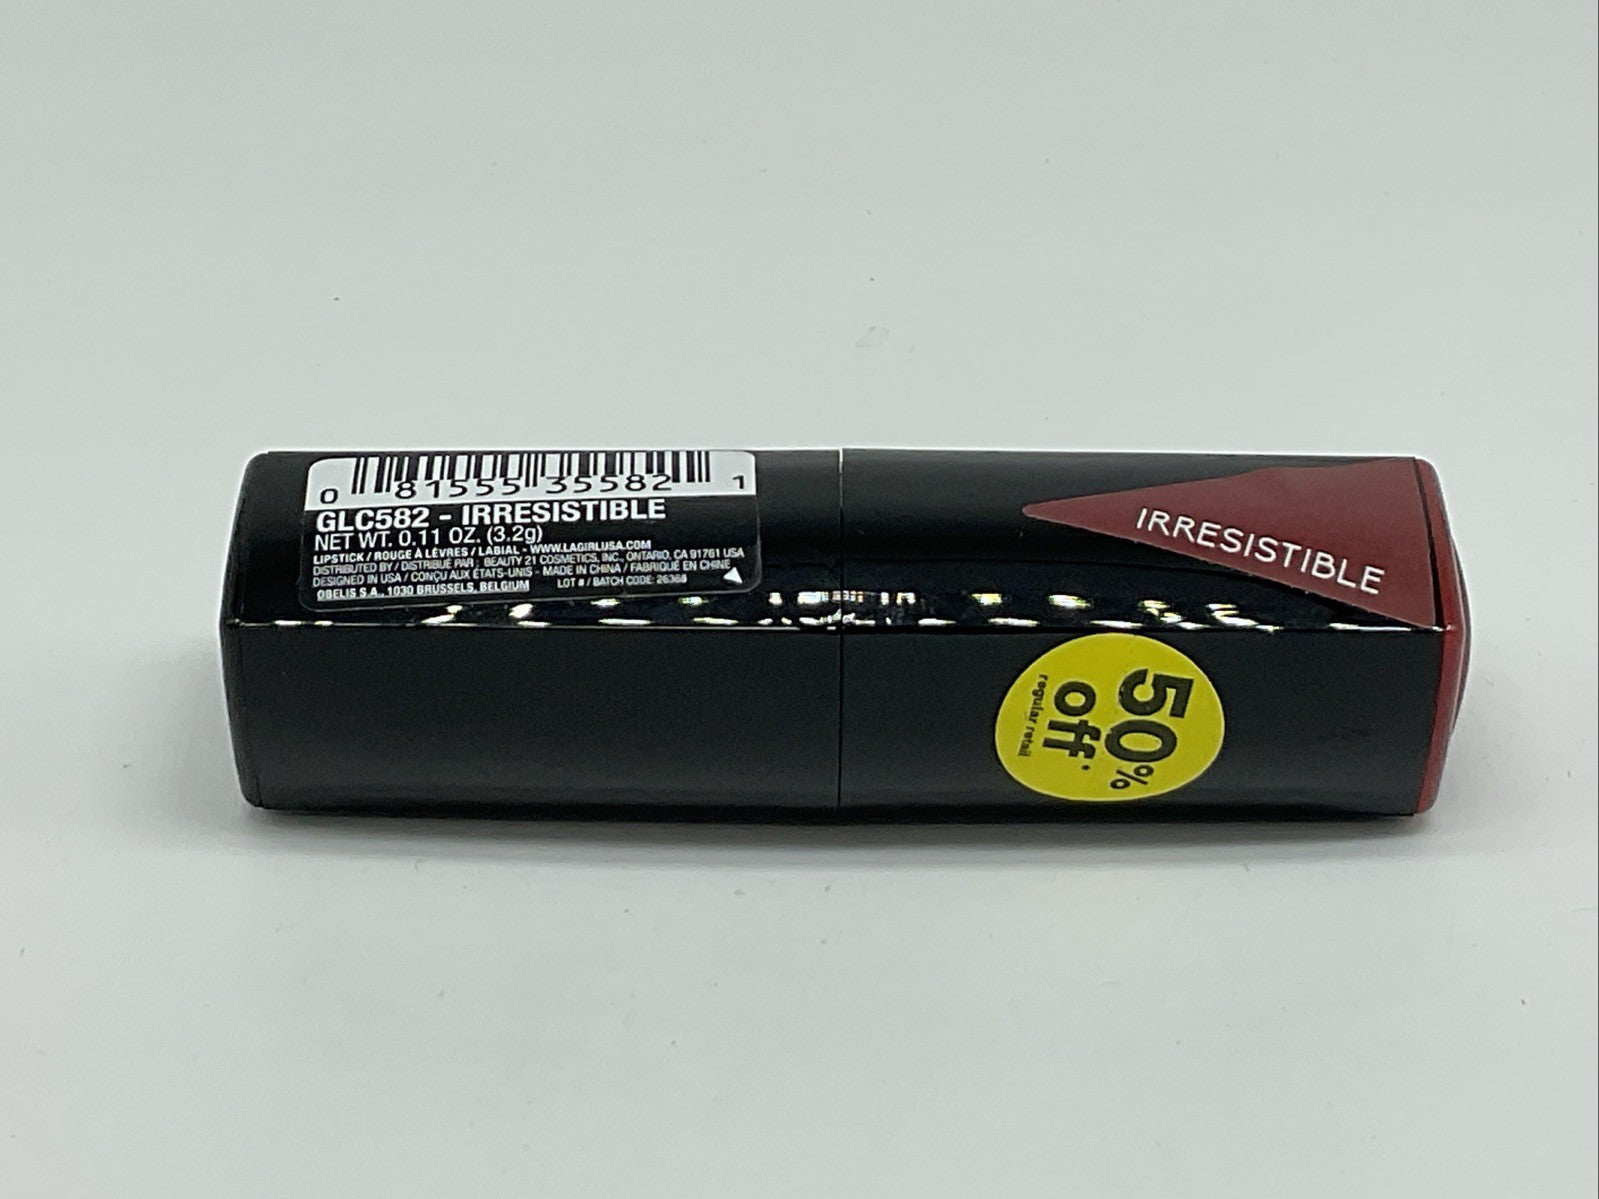 0 81555 35582 1
GLC582 - IRRESISTIBLE
NET WT. 0.11 OZ. (3.2g)
LIPSTICK / ROUGE À LÈVRES / LABIAL - WWW.LAGIRLUSA.COM
DISTRIBUTED BY / DISTRIBUÉ PAR: BEAUTY 21 COSMETICS, INC., ONTARIO, CA 91761 USA
DESIGNED IN USA / CONÇU AUX ÉTATS-UNIS - MADE IN CHINA / FABRIQUÉ EN CHINE
OBELIS S.A., 1030 BRUSSELS, BELGIUM LOT # / BATCH CODE: 26368
IRRESISTIBLE
50%
off*
regular retail